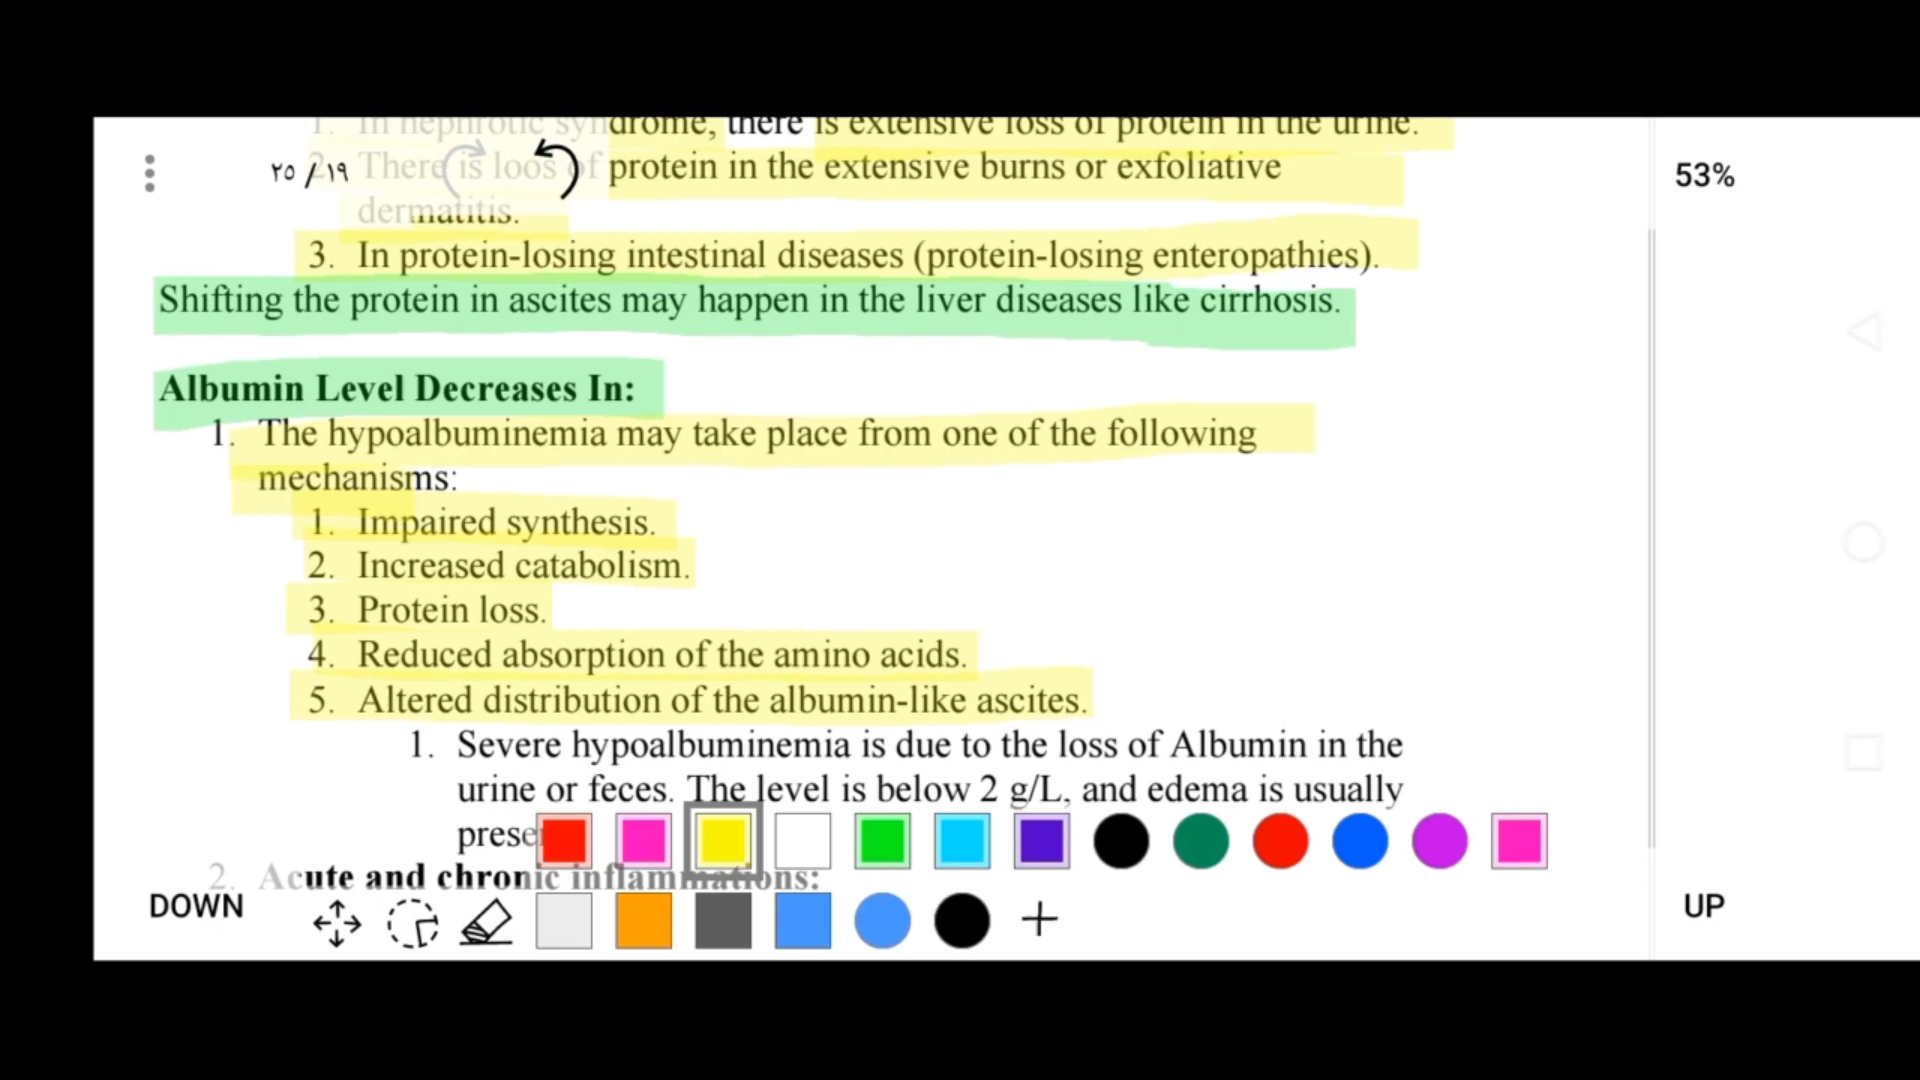 1. In nephrotic syndrome, there is extensive loss of protein in the urine.
٢٥ /١٩
53%
2. There is loos of protein in the extensive burns or exfoliative
dermatitis.
3. In protein-losing intestinal diseases (protein-losing enteropathies).
Shifting the protein in ascites may happen in the liver diseases like cirrhosis.
Albumin Level Decreases In:
1. The hypoalbuminemia may take place from one of the following
mechanisms:
1. Impaired synthesis.
2. Increased catabolism.
3. Protein loss.
4. Reduced absorption of the amino acids.
5. Altered distribution of the albumin-like ascites.
1. Severe hypoalbuminemia is due to the loss of Albumin in the
urine or feces. The level is below 2 g/L, and edema is usually
2. Acute and chronic inflammations:
DOWN
UP